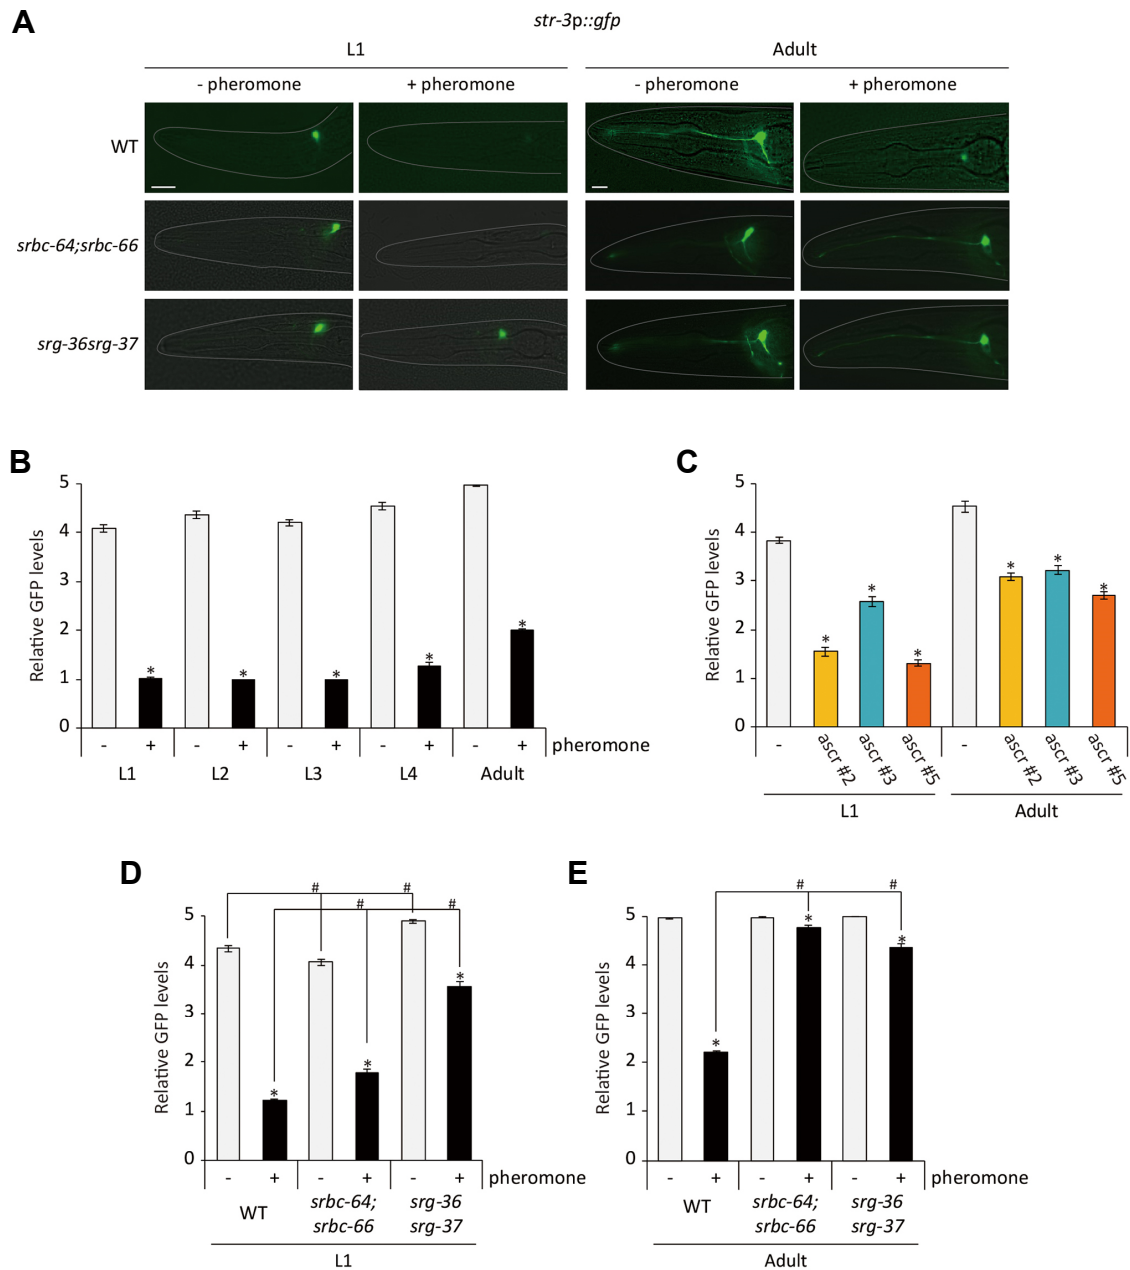 A
str-3p::gfp
L1
Adult
- pheromone
+ pheromone
- pheromone
+ pheromone
WT
srbc-64;srbc-66
srg-36srg-37
B
Relative GFP levels
5
4
3
2
1
0
* * * * *
- + - + - + - + - + pheromone
L1 L2 L3 L4 Adult
C
Relative GFP levels
5
4
3
2
1
0
* * * * * *
- ascr #2 ascr #3 ascr #5 - ascr #2 ascr #3 ascr #5
L1 Adult
D
# #
# #
Relative GFP levels
5
4
3
2
1
0
* * *
- + - + - + pheromone
WT
srbc-64;
srbc-66
srg-36
srg-37
L1
E
# #
Relative GFP levels
5
4
3
2
1
0
* * *
- + - + - + pheromone
WT
srbc-64;
srbc-66
srg-36
srg-37
Adult